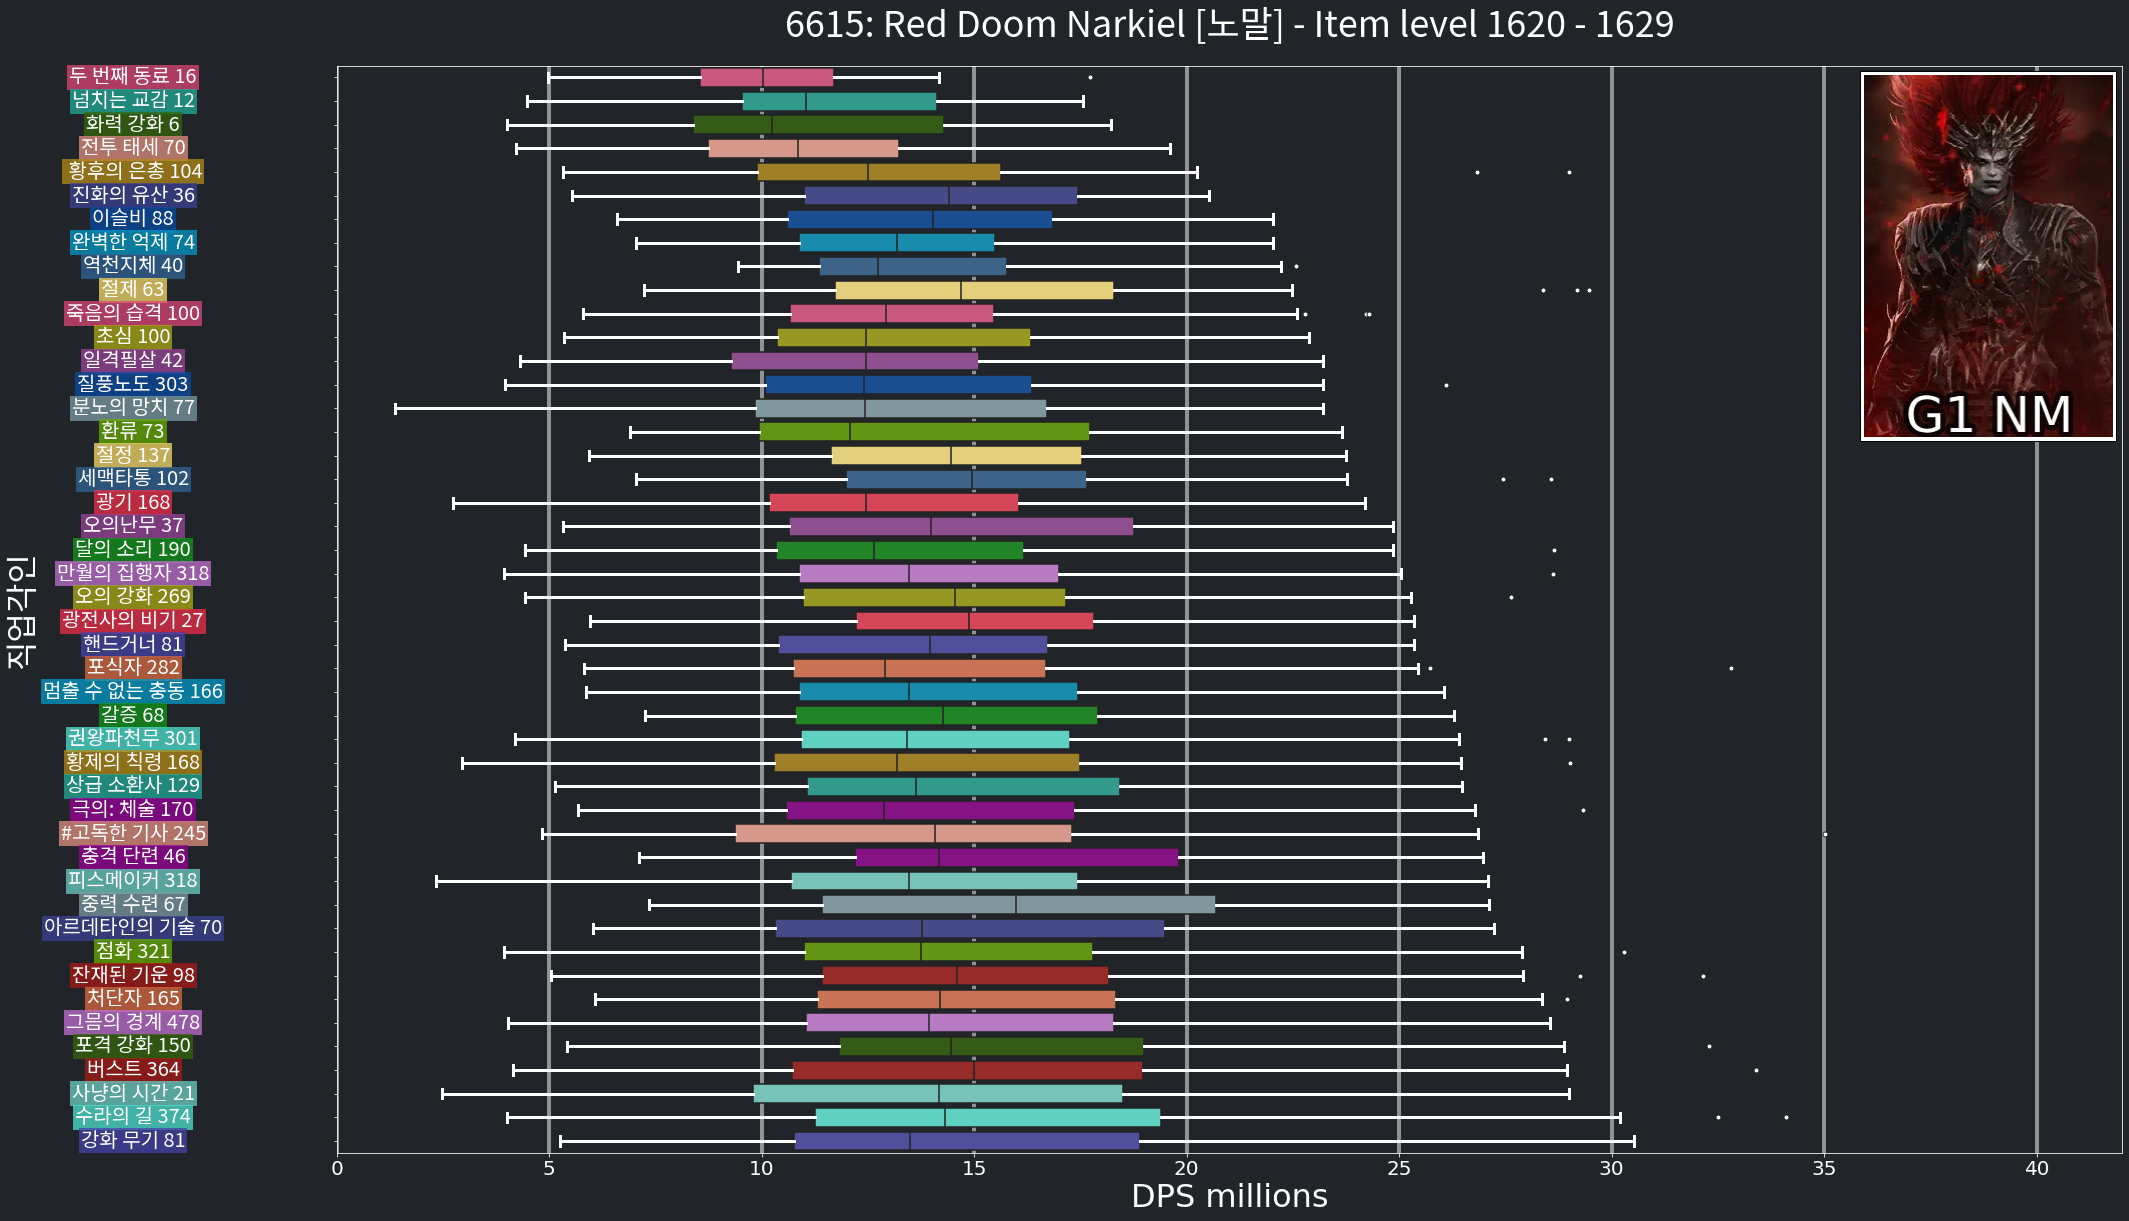 6615: Red Doom Narkiel [노말] - Item level 1620 - 1629
두 번째 동료 16
넘치는 교감 12
화력 강화 6
전투 태세 70
황후의 은총 104
진화의 유산 36
이슬비 88
완벽한 억제 74
역천지체 40
절제 63
죽음의 습격 100
초심 100
일격필살 42
질풍노도 303
분노의 망치 77
환류 73
절정 137
세맥타통 102
광기 168
오의난무 37
달의 소리 190
만월의 집행자 318
오의 강화 269
광전사의 비기 27
핸드거너 81
포식자 282
멈출 수 없는 충동 166
갈증 68
권왕파천무 301
황제의 칙령 168
상급 소환사 129
극의: 체술 170
#고독한 기사 245
충격 단련 46
피스메이커 318
중력 수련 67
아르데타인의 기술 70
점화 321
잔재된 기운 98
처단자 165
그믐의 경계 478
포격 강화 150
버스트 364
사냥의 시간 21
수라의 길 374
강화 무기 81
직업각인
G1 NM
0 5 10 15 20 25 30 35 40
DPS millions